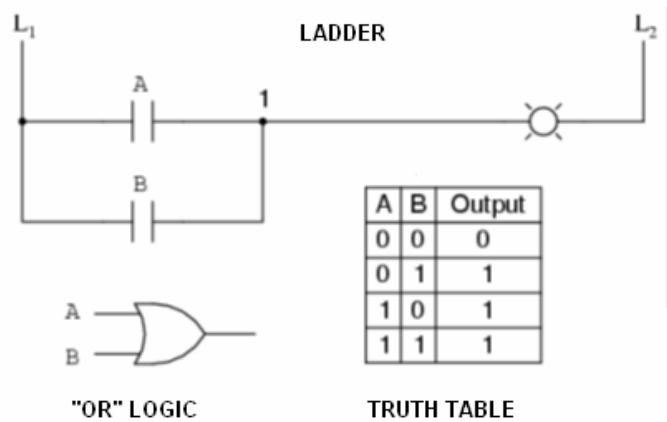 L1 LADDER L2
A
1
B
A B Output
0 0 0
0 1 1
1 0 1
1 1 1
A
B
"OR" LOGIC TRUTH TABLE